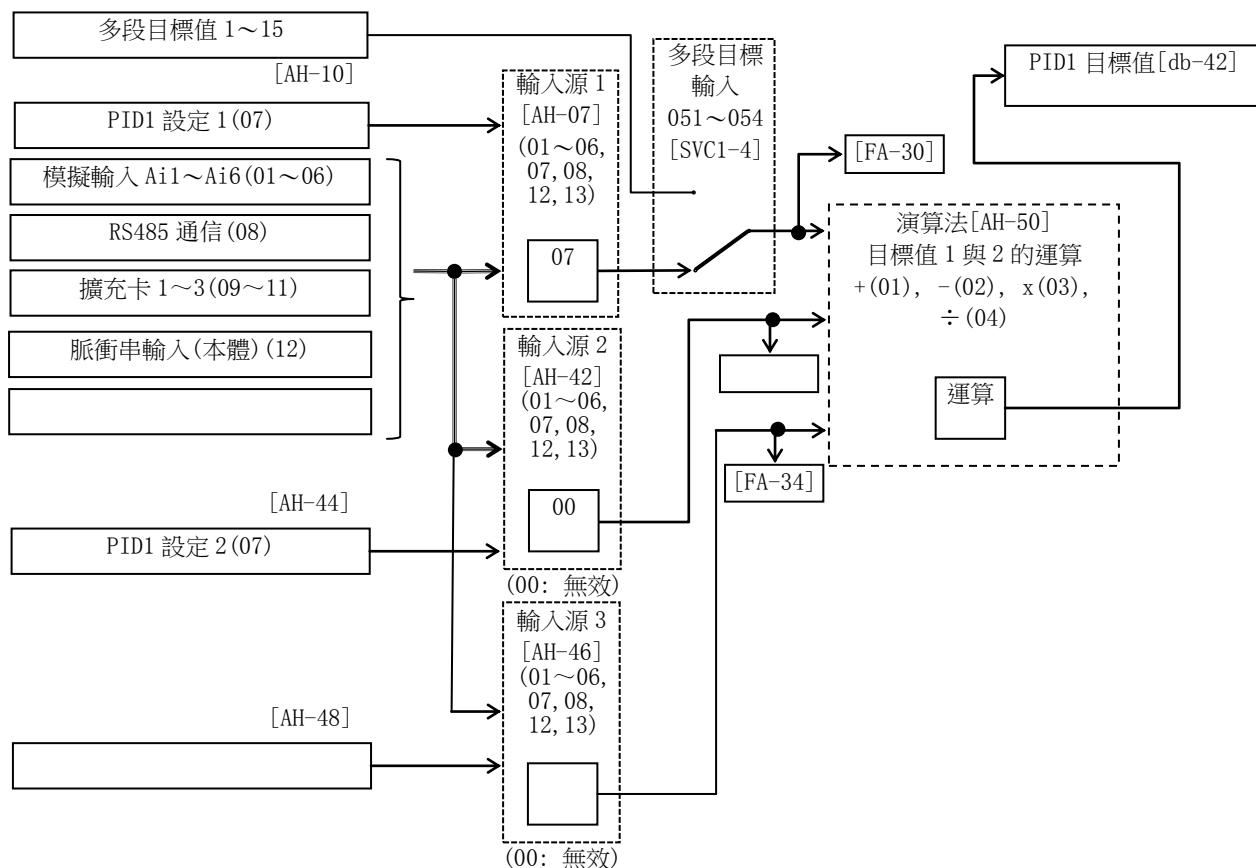 多段目標值 1～15
[AH-10]
PID1 設定 1(07)
模擬輸入 Ai1～Ai6(01～06)
RS485 通信(08)
擴充卡 1～3(09～11)
脈衝串輸入(本體)(12)
[AH-44]
PID1 設定 2(07)
[AH-48]
輸入源 1
[AH-07]
(01～06,
07,08,
12,13)
07
輸入源 2
[AH-42]
(01～06,
07,08,
12,13)
00
(00: 無效)
輸入源 3
[AH-46]
(01～06,
07,08,
12,13)
(00: 無效)
多段目標
輸入
051～054
[SVC1-4]
[FA-30]
[FA-34]
演算法[AH-50]
目標值 1 與 2 的運算
+(01), -(02), x(03),
÷(04)
運算
PID1 目標值[db-42]